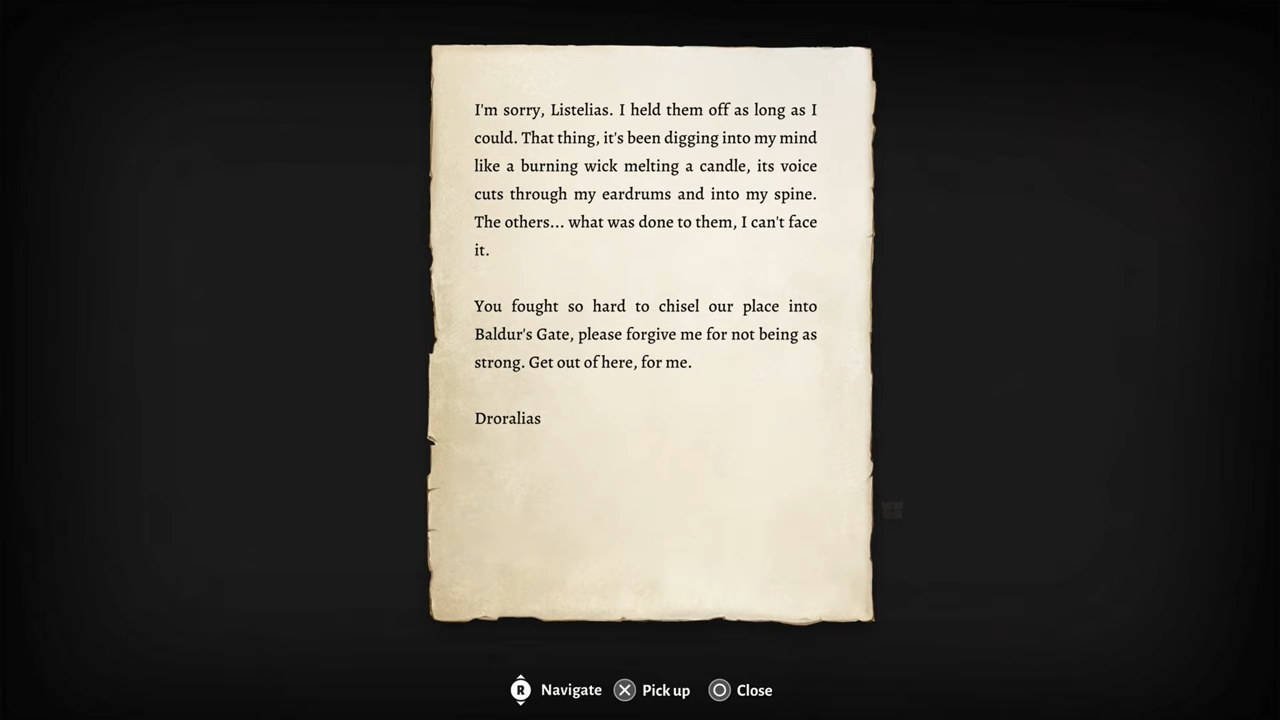 I'm sorry, Listelias. I held them off as long as I
could. That thing, it's been digging into my mind
like a burning wick melting a candle, its voice
cuts through my eardrums and into my spine.
The others... what was done to them, I can't face
it.
You fought so hard to chisel our place into
Baldur's Gate, please forgive me for not being as
strong. Get out of here, for me.
Droralias
R Navigate Pick up Close